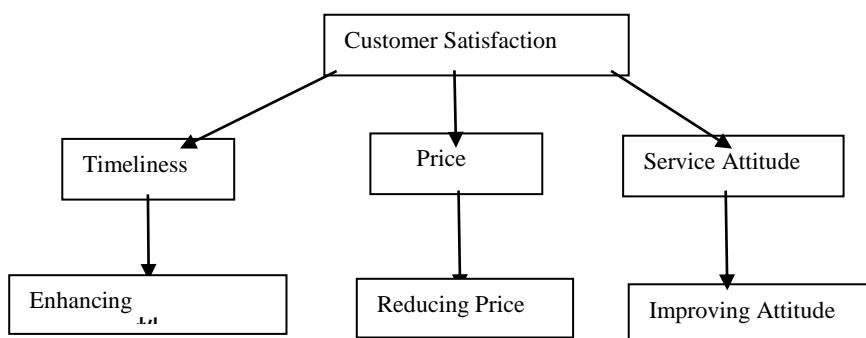 Customer Satisfaction
Timeliness
Price
Service Attitude
Enhancing
Reducing Price
Improving Attitude